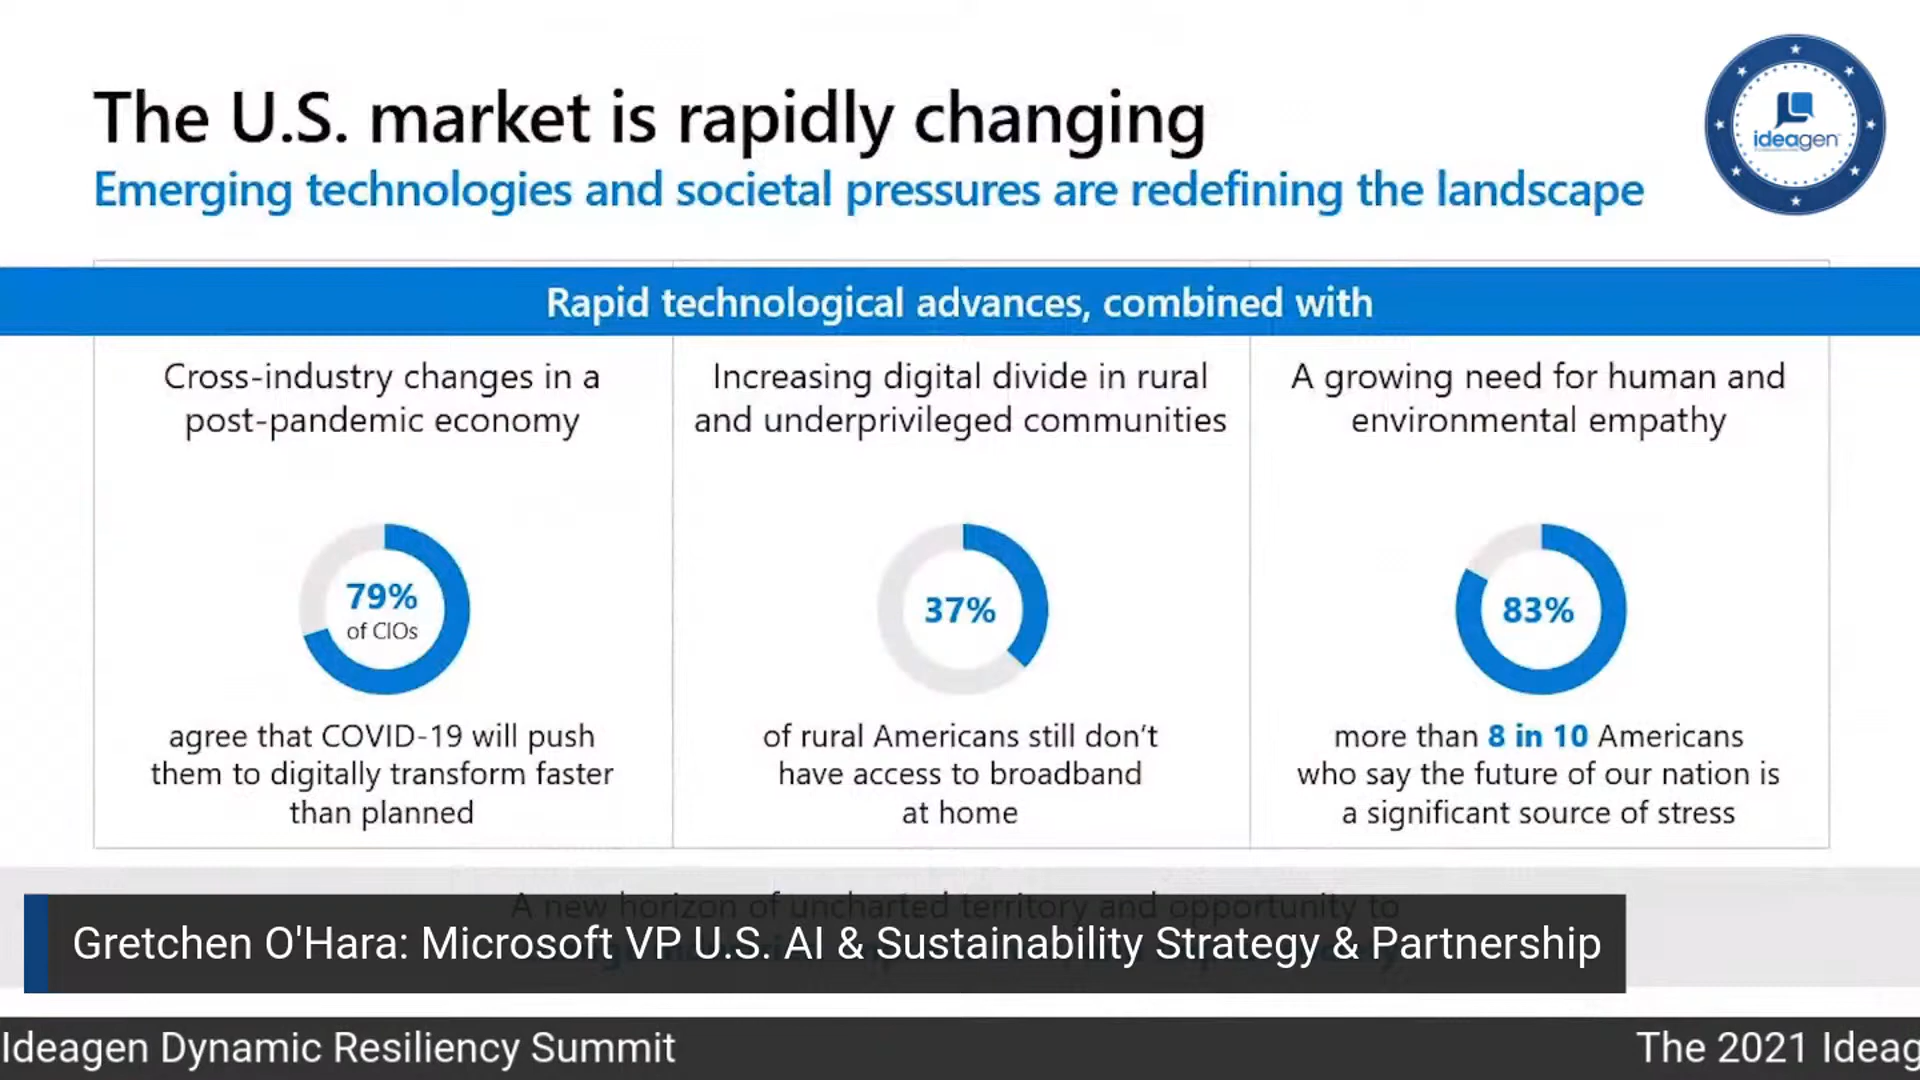 The U.S. market is rapidly changing
Emerging technologies and societal pressures are redefining the landscape
ideagen
Rapid technological advances, combined with
Cross-industry changes in a
post-pandemic economy
79%
of CIOs
agree that COVID-19 will push
them to digitally transform faster
than planned
Increasing digital divide in rural
and underprivileged communities
37%
of rural Americans still don't
have access to broadband
at home
A growing need for human and
environmental empathy
83%
more than 8 in 10 Americans
who say the future of our nation is
a significant source of stress
A new horizon of uncharted territory and opportunity to
Gretchen O'Hara: Microsoft VP U.S. AI & Sustainability Strategy & Partnership
Ideagen Dynamic Resiliency Summit
The 2021 Ideag